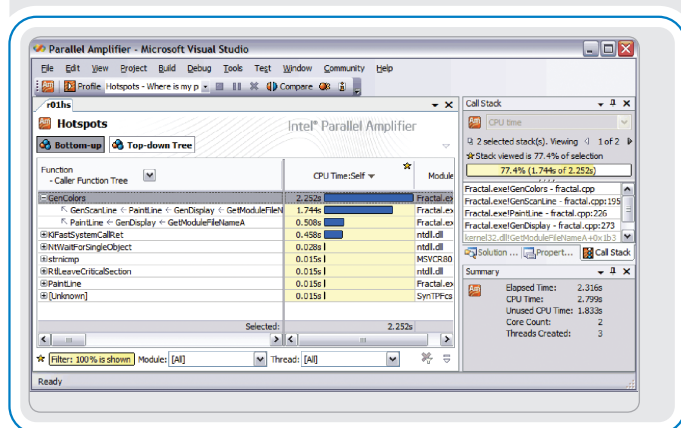 Parallel Amplifier - Microsoft Visual Studio
File Edit View Project Build Debug Tools Test Window Community Help
Profile Hotspots - Where is my p Compare
r01hs
Hotspots Intel® Parallel Amplifier
Bottom-up Top-down Tree
Function
- Caller Function Tree
CPU Time:Self Module
GenColors 2.252s Fractal.ex
GenScanLine ← PaintLine ← GenDisplay ← GetModuleFileN 1.744s Fractal.ex
PaintLine ← GenDisplay ← GetModuleFileNameA 0.508s Fractal.ex
KiFastSystemCallRet 0.458s ntdll.dll
NtWaitForSingleObject 0.028s ntdll.dll
strnicmp 0.015s MSVCR80
RtlLeaveCriticalSection 0.015s ntdll.dll
PaintLine 0.015s Fractal.ex
[Unknown] 0.015s SynTPFcs
Selected: 2.252s
Filter: 100% is shown Module: [All] Thread: [All]
Ready
Call Stack
CPU time
2 selected stack(s). Viewing 1 of 2
Stack viewed is 77.4% of selection
77.4% (1.744s of 2.252s)
Fractal.exe!GenColors - fractal.cpp
Fractal.exe!GenScanLine - fractal.cpp:195
Fractal.exe!PaintLine - fractal.cpp:226
Fractal.exe!GenDisplay - fractal.cpp:273
kernel32.dll!GetModuleFileNameA+0x1b3
Solution ... Propert... Call Stack
Summary
Elapsed Time: 2.316s
CPU Time: 2.799s
Unused CPU Time: 1.833s
Core Count: 2
Threads Created: 3